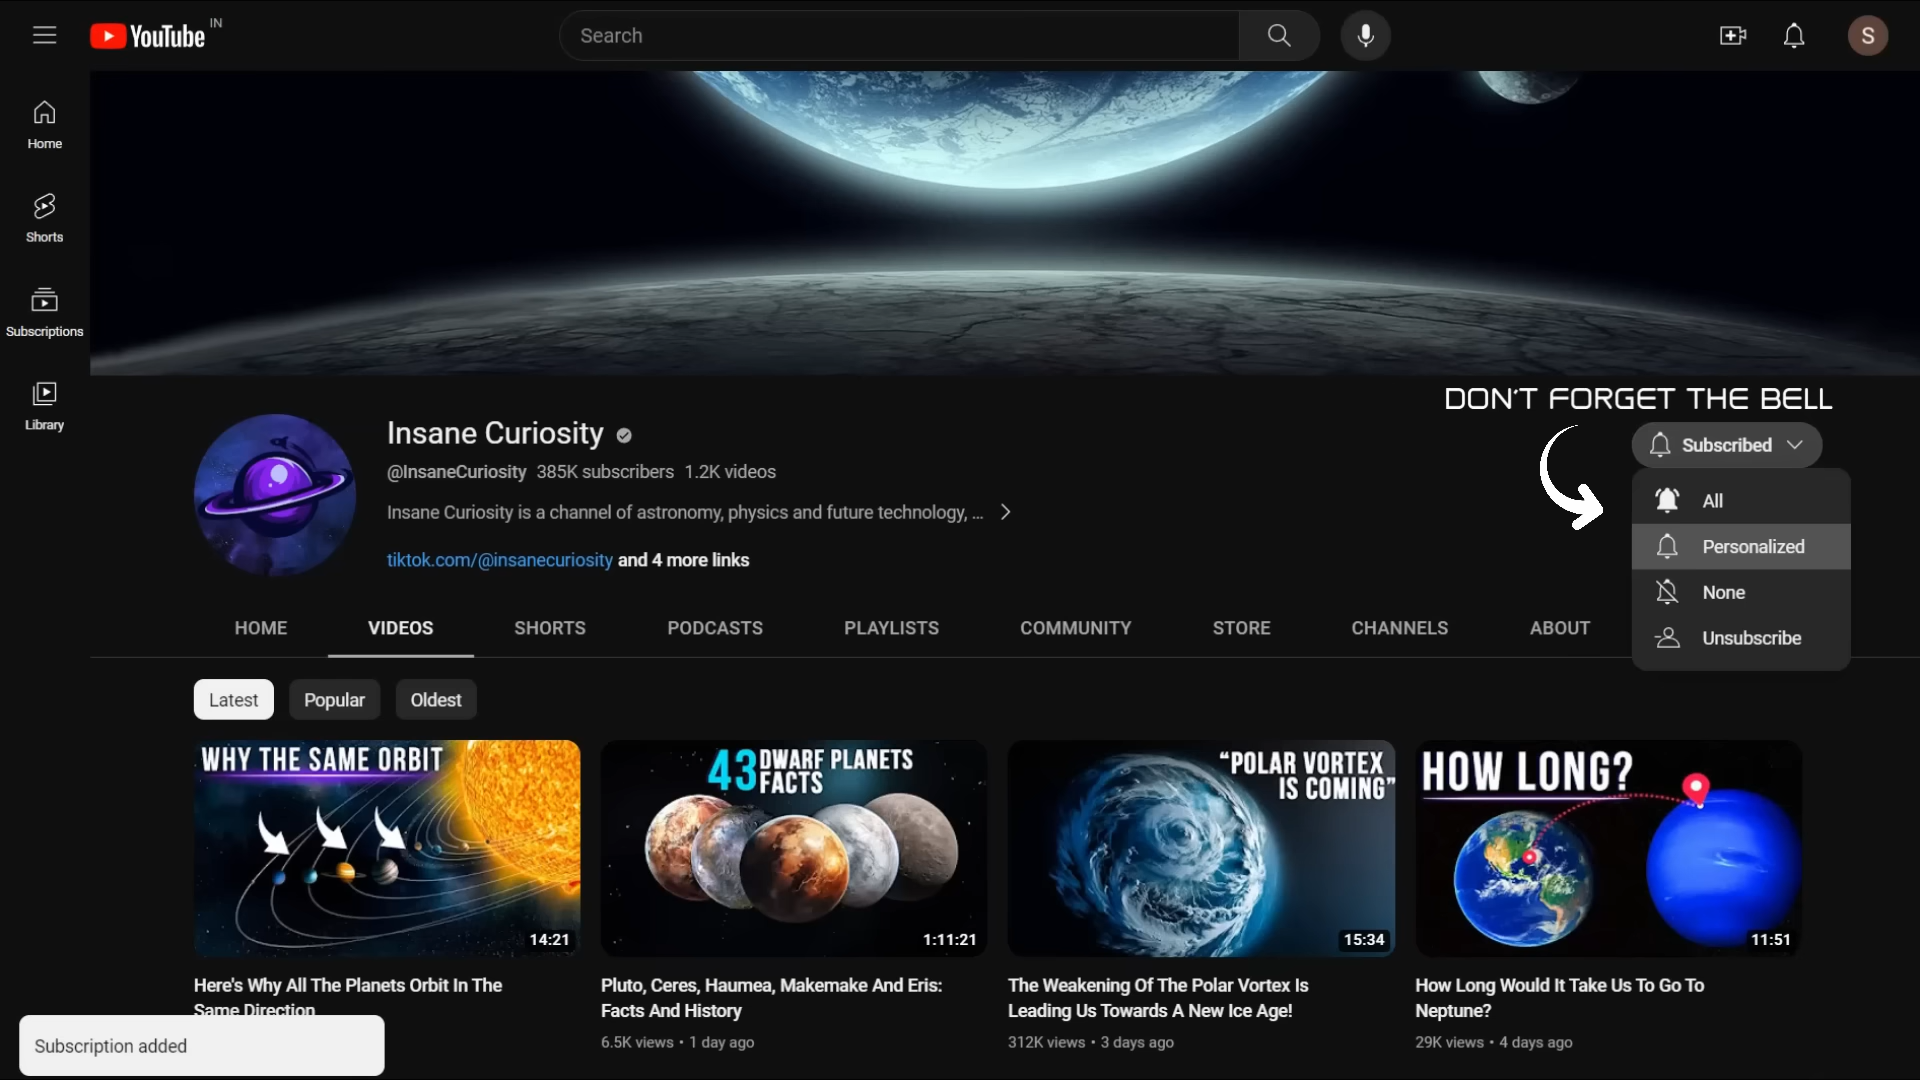 YouTube IN
Search
S
Home
Shorts
Subscriptions
Library
DON'T FORGET THE BELL
Insane Curiosity
@InsaneCuriosity 385K subscribers 1.2K videos
Insane Curiosity is a channel of astronomy, physics and future technology, ...
tiktok.com/@insanecuriosity and 4 more links
Subscribed
All
Personalized
None
Unsubscribe
HOME VIDEOS SHORTS PODCASTS PLAYLISTS COMMUNITY STORE CHANNELS ABOUT
Latest Popular Oldest
WHY THE SAME ORBIT
14:21
Here's Why All The Planets Orbit In The
Same Direction
43 DWARF PLANETS
FACTS
1:11:21
Pluto, Ceres, Haumea, Makemake And Eris:
Facts And History
6.5K views • 1 day ago
“POLAR VORTEX
IS COMING”
15:34
The Weakening Of The Polar Vortex Is
Leading Us Towards A New Ice Age!
312K views • 3 days ago
HOW LONG?
11:51
How Long Would It Take Us To Go To
Neptune?
29K views • 4 days ago
Subscription added